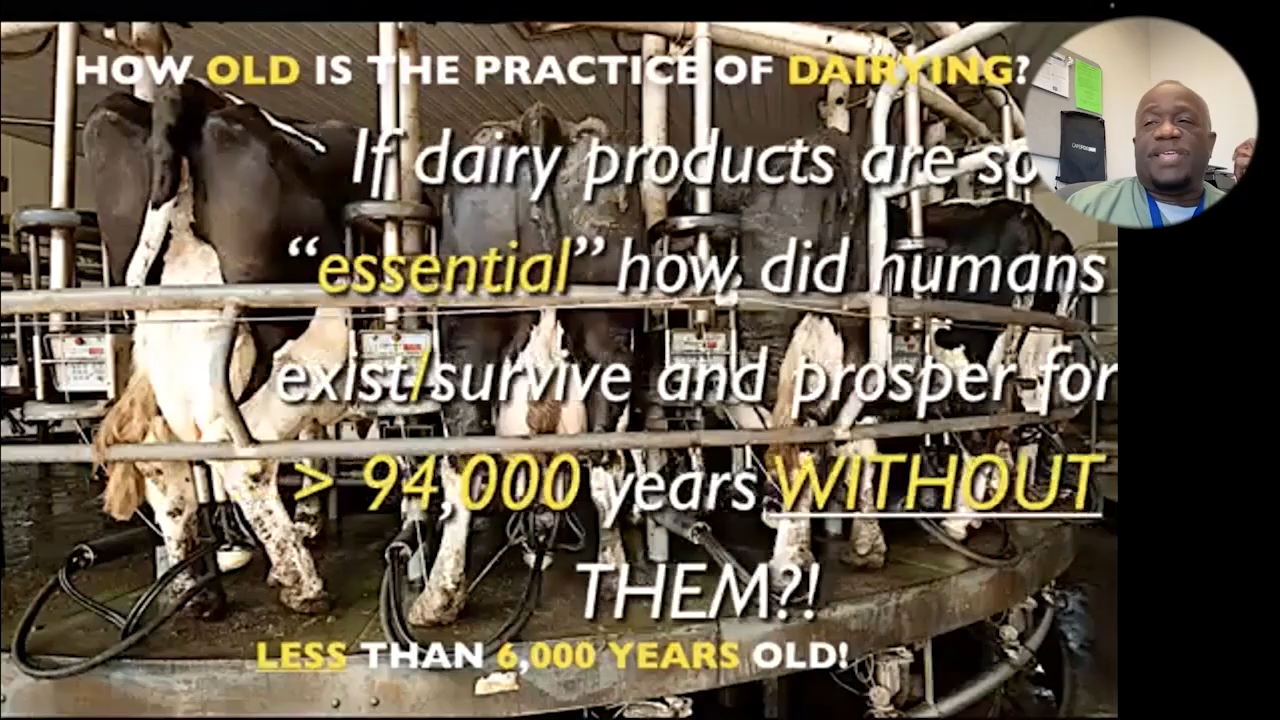 HOW OLD IS THE PRACTICE OF DAIRYING?
If dairy products are so
“essential” how did humans
exist/survive and prosper for
> 94,000 years WITHOUT
THEM?!
LESS THAN 6,000 YEARS OLD!